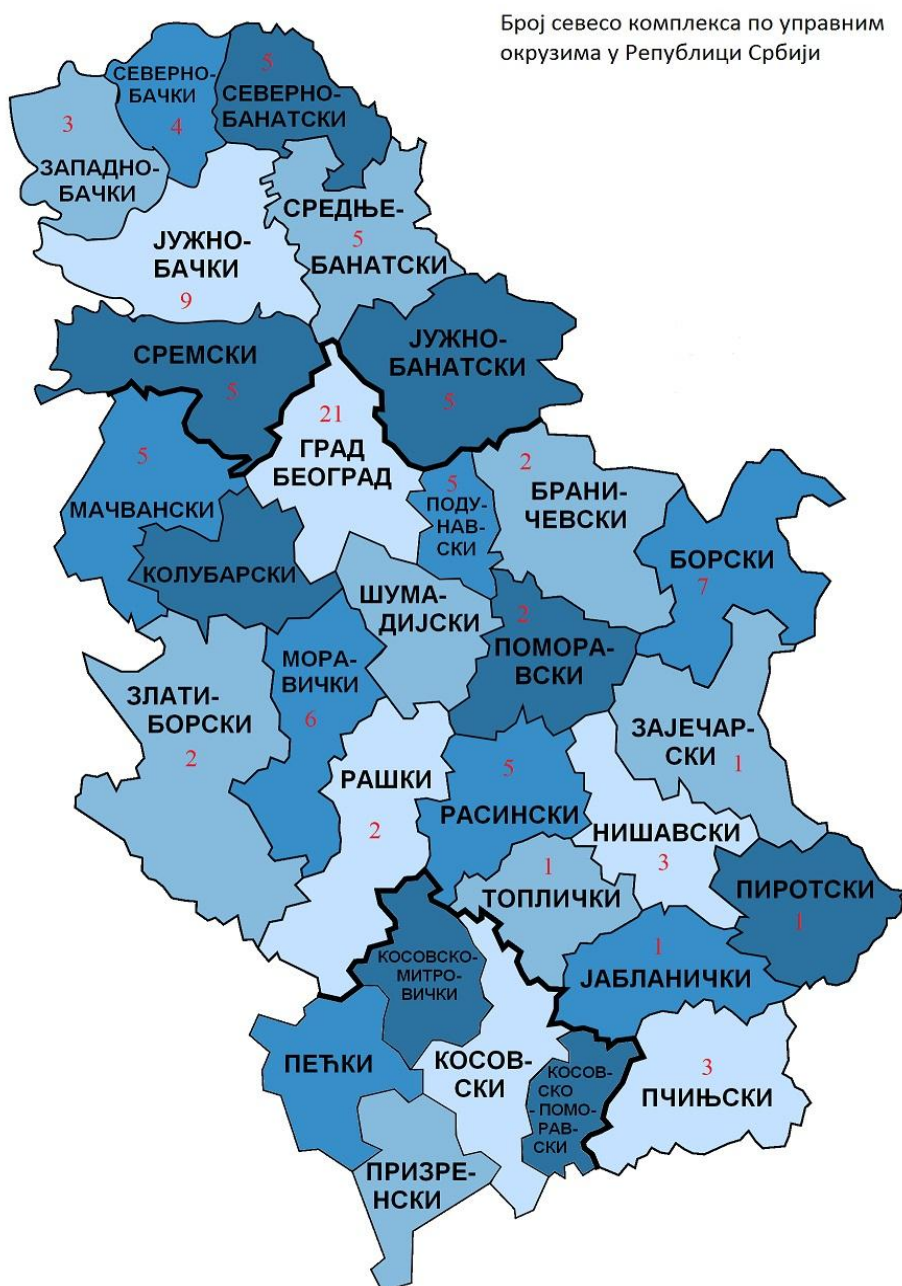 Број севесо комплекса по управним
окрузима у Републици Србији
СЕВЕРНО-
БАЧКИ
4
5
СЕВЕРНО-
БАНАТСКИ
3
ЗАПАДНО-
БАЧКИ
ЈУЖНО-
БАЧКИ
9
СРЕДЊЕ-
5
БАНАТСКИ
СРЕМСКИ
5
ЈУЖНО-
БАНАТСКИ
5
21
ГРАД
БЕОГРАД
5
МАЧВАНСКИ
5
ПОДУ-
НАВ-
СКИ
2
БРАНИ-
ЧЕВСКИ
БОРСКИ
7
КОЛУБАРСКИ
ШУМА-
ДИЈСКИ
2
ПОМОРА-
ВСКИ
ЗЛАТИ-
БОРСКИ
2
МОРА-
ВИЧКИ
6
ЗАЈЕЧАР-
СКИ
1
РАШКИ
2
5
РАСИНСКИ
НИШАВСКИ
3
1
ТОПЛИЧКИ
ПИРОТСКИ
1
1
ЈАБЛАНИЧКИ
КОСОВСКО-
МИТРО-
ВИЧКИ
ПЕЋКИ
КОСОВ-
СКИ
КОСОВ-
СКО
- ПОМО-
РАВ-
СКИ
3
ПЧИЊСКИ
ПРИЗРЕ-
НСКИ